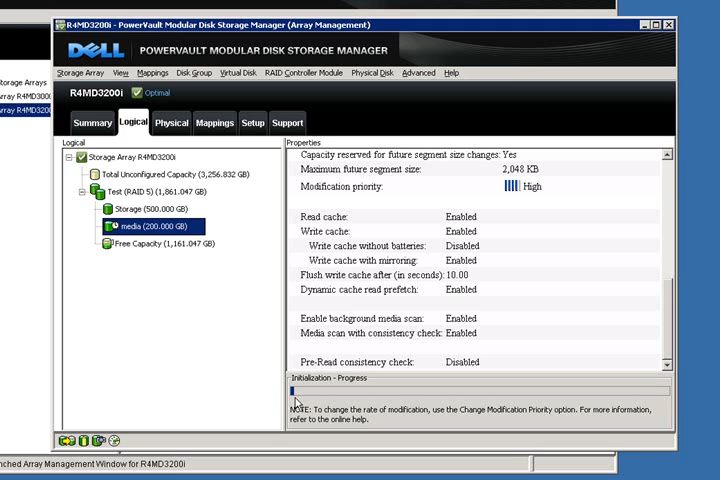 R4MD3200i - PowerVault Modular Disk Storage Manager (Array Management)
DELL POWERVAULT MODULAR DISK STORAGE MANAGER
Storage Array View Mappings Disk Group Virtual Disk RAID Controller Module Physical Disk Advanced Help
R4MD3200i Optimal
Summary Logical Physical Mappings Setup Support
Logical
Storage Array R4MD3200i
Total Unconfigured Capacity (3,256.832 GB)
Test (RAID 5) (1,861.047 GB)
Storage (500.000 GB)
media (200.000 GB)
Free Capacity (1,161.047 GB)
Properties
Capacity reserved for future segment size changes: Yes
Maximum future segment size: 2,048 KB
Modification priority: High
Read cache: Enabled
Write cache: Enabled
Write cache without batteries: Disabled
Write cache with mirroring: Enabled
Flush write cache after (in seconds): 10.00
Dynamic cache read prefetch: Enabled
Enable background media scan: Enabled
Media scan with consistency check: Enabled
Pre-Read consistency check: Disabled
Initialization - Progress
NOTE: To change the rate of modification, use the Change Modification Priority option. For more information,
refer to the online help.
torage Arrays
rray R4MD3000
rray R4MD3200
nched Array Management Window for R4MD3200i